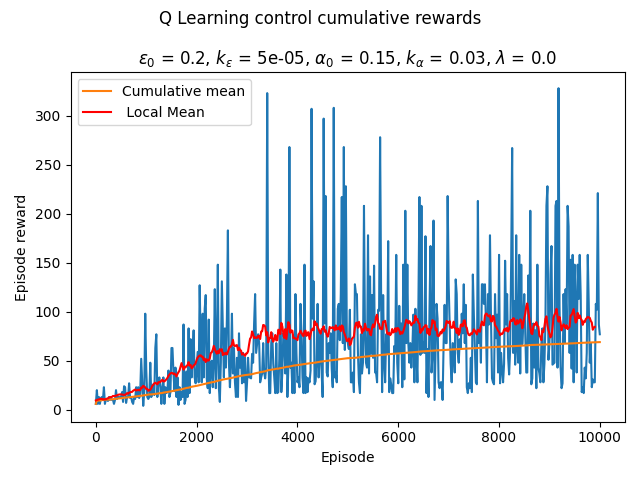 Q Learning control cumulative rewards
ε₀ = 0.2, kε = 5e-05, α₀ = 0.15, kα = 0.03, λ = 0.0
Cumulative mean
Local Mean
Episode reward
300
250
200
150
100
50
0
0 2000 4000 6000 8000 10000
Episode